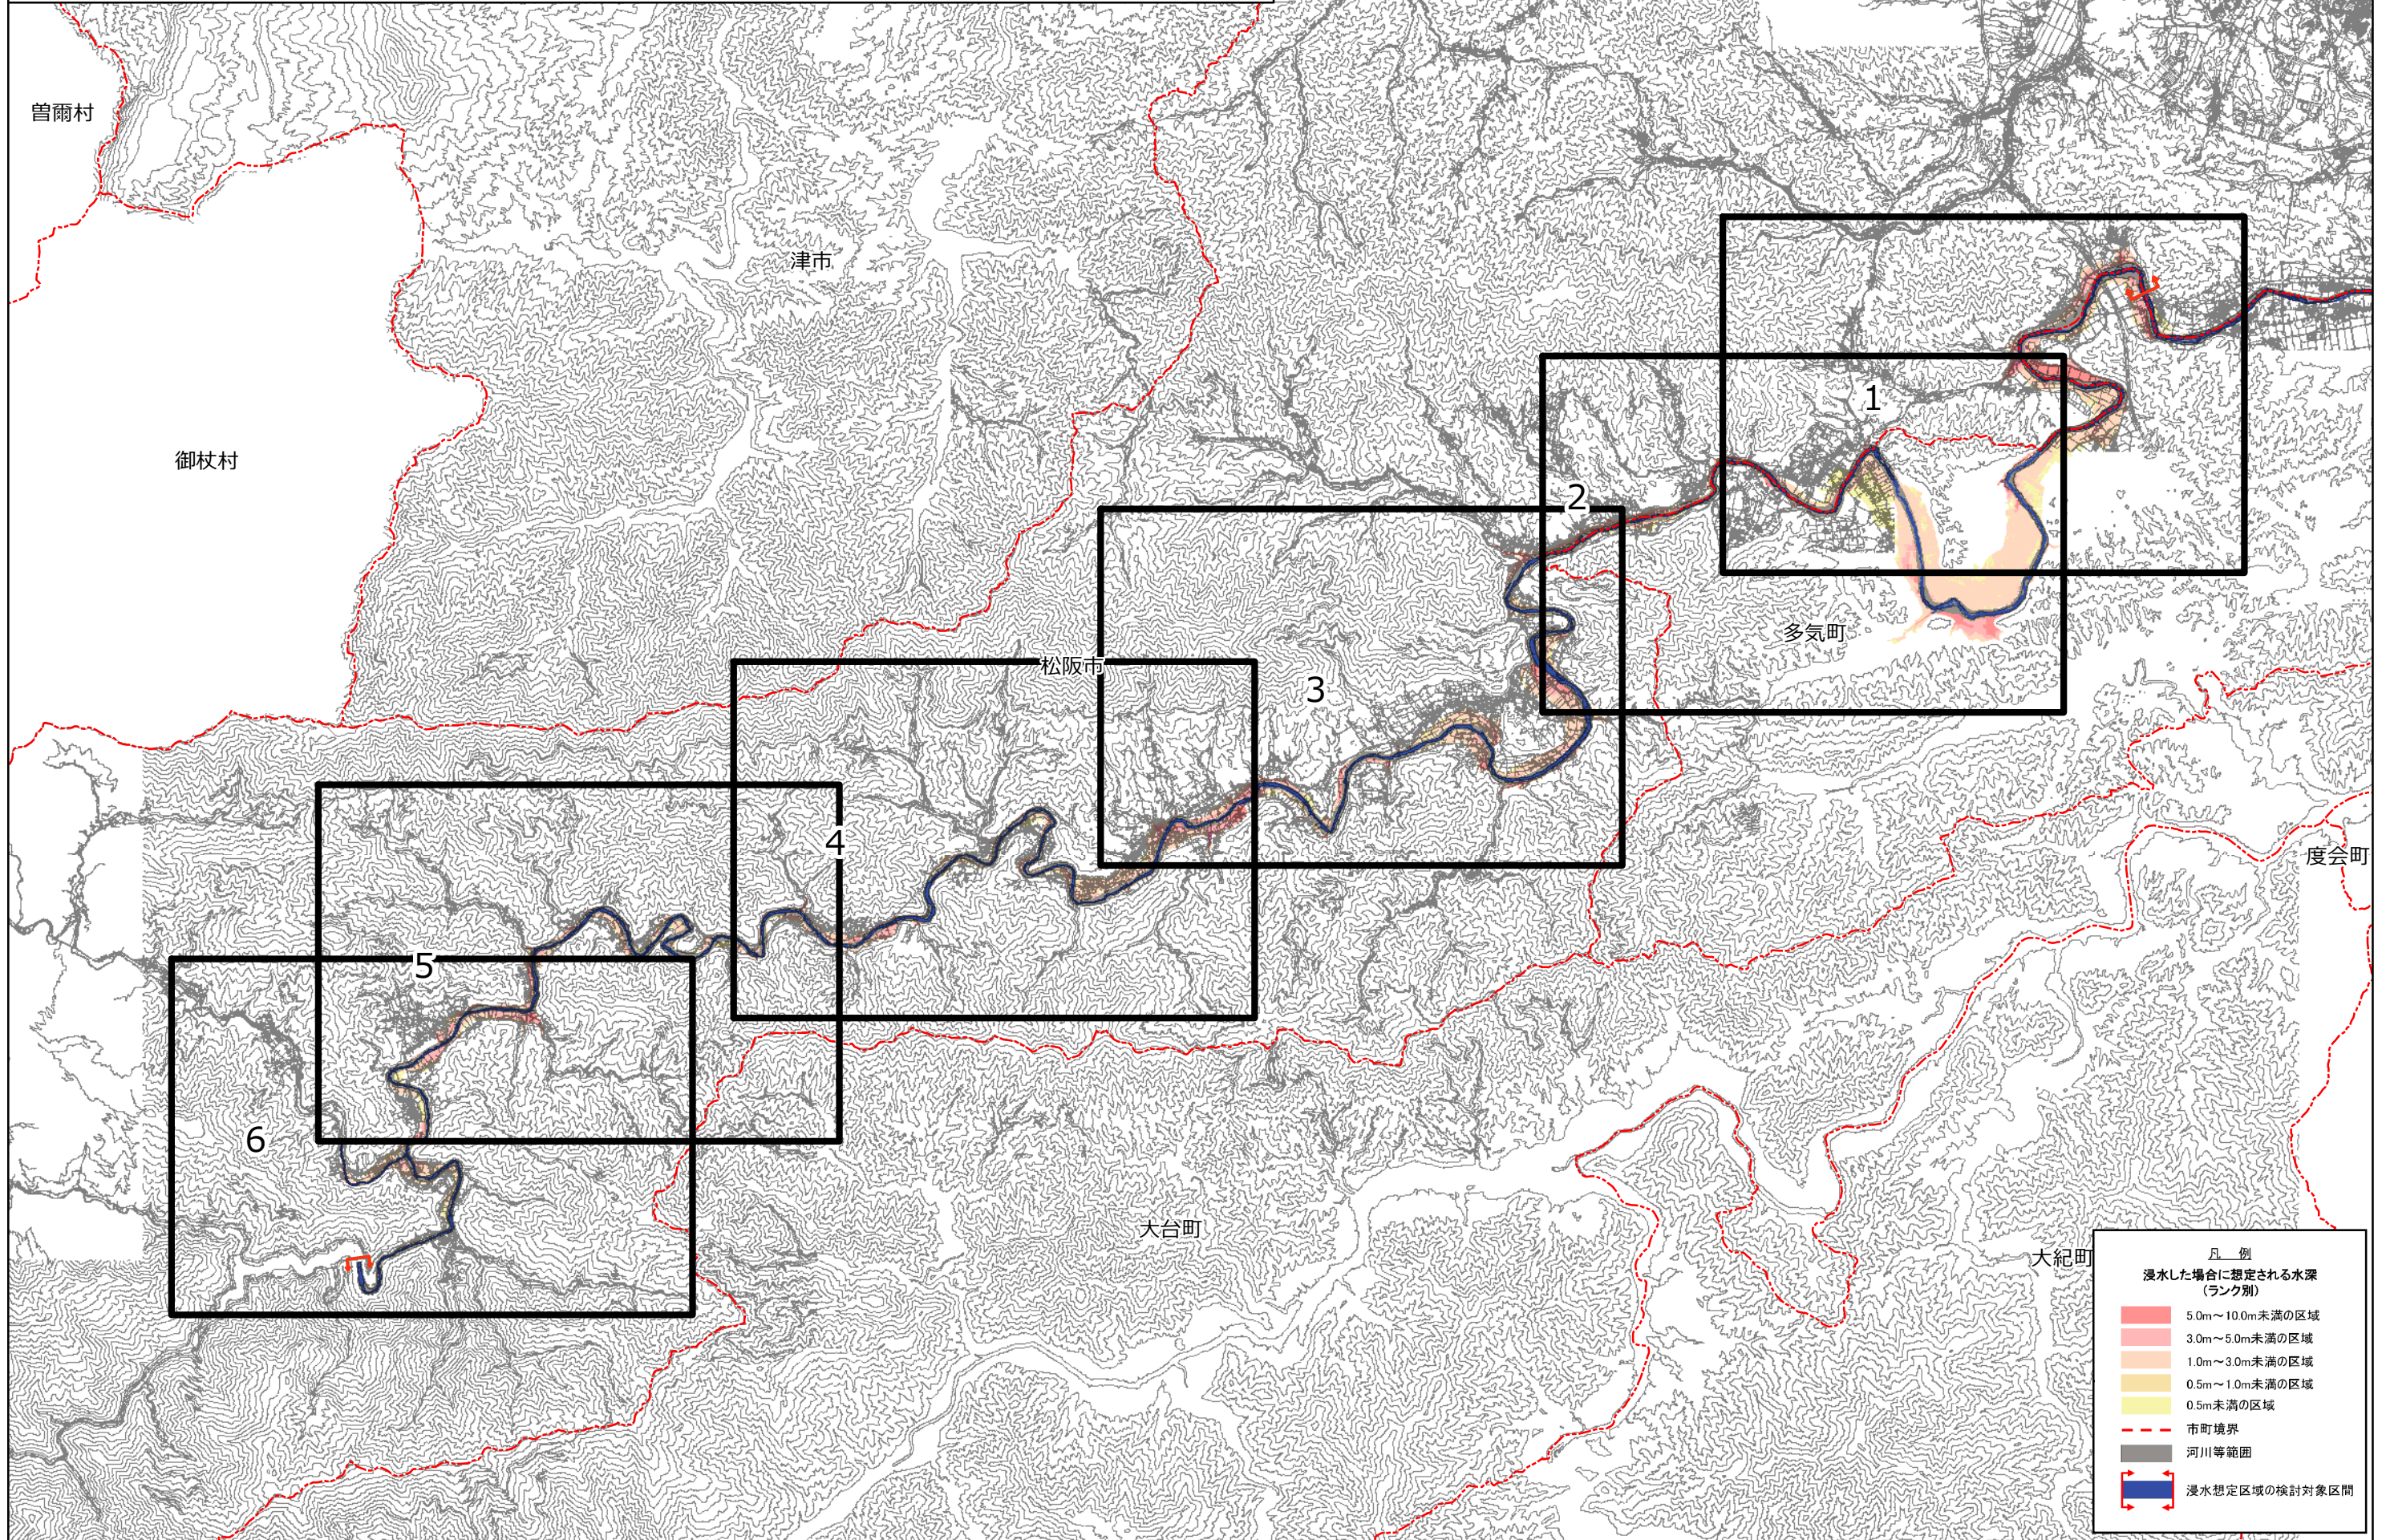 曽爾村
津市
1
御杖村
2
多気町
松阪市
3
4
度会町
5
6
大台町
大紀町
凡 例
浸水した場合に想定される水深
(ランク別)
5.0m～10.0m未満の区域
3.0m～5.0m未満の区域
1.0m～3.0m未満の区域
0.5m～1.0m未満の区域
0.5m未満の区域
市町境界
河川等範囲
浸水想定区域の検討対象区間